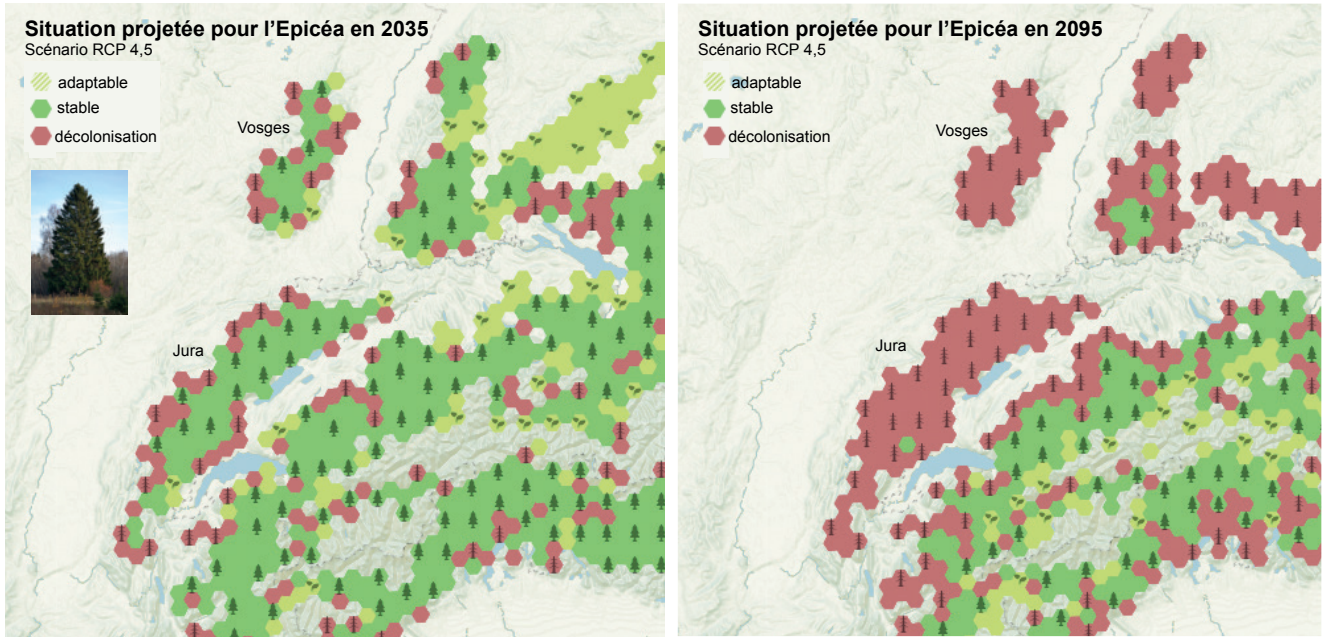 Situation projetée pour l'Epicéa en 2035
Scénario RCP 4,5
adaptable
stable
décolonisation
Vosges
Jura
Situation projetée pour l'Epicéa en 2095
Scénario RCP 4,5
adaptable
stable
décolonisation
Vosges
Jura